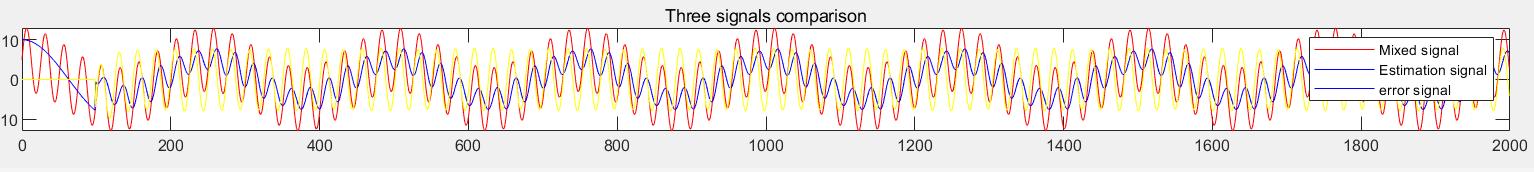 Three signals comparison
10
0
10
Mixed signal
Estimation signal
error signal
0 200 400 600 800 1000 1200 1400 1600 1800 2000